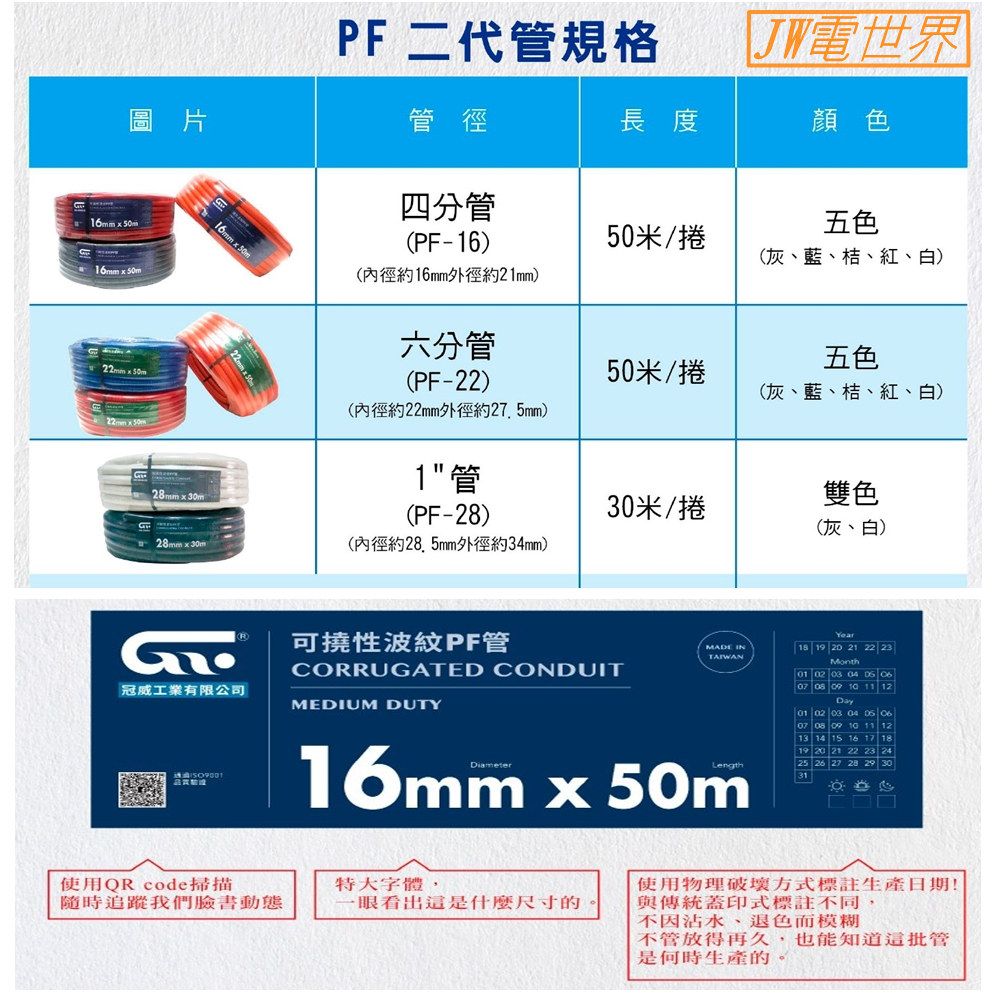 PF 二代管規格
JW電世界
圖片
管徑
長度
顏色
16mm x 50m
16mm x 50m
16mm x 50m
四分管
(PF-16)
(內徑約16mm外徑約21mm)
50米/捲
五色
(灰、藍、桔、紅、白)
22mm x 50m
22mm x 50m
22mm x 50m
六分管
(PF-22)
(內徑約22mm外徑約27.5mm)
50米/捲
五色
(灰、藍、桔、紅、白)
28mm x 30m
28mm x 30m
1"管
(PF-28)
(內徑約28.5mm外徑約34mm)
30米/捲
雙色
(灰、白)
®
冠威工業有限公司
可撓性波紋PF管
CORRUGATED CONDUIT
MEDIUM DUTY
MADE IN
TAIWAN
通過ISO9001
品質驗證
Diameter
Length
16mm x 50m
Year
18 19 20 21 22 23
Month
01 02 03 04 05 06
07 08 09 10 11 12
Day
01 02 03 04 05 06
07 08 09 10 11 12
13 14 15 16 17 18
19 20 21 22 23 24
25 26 27 28 29 30
31
使用QR code掃描
隨時追蹤我們臉書動態
特大字體，
一眼看出這是什麼尺寸的。
使用物理破壞方式標註生產日期!
與傳統蓋印式標註不同，
不因沾水、退色而模糊
不管放得再久，也能知道這批管
是何時生產的。